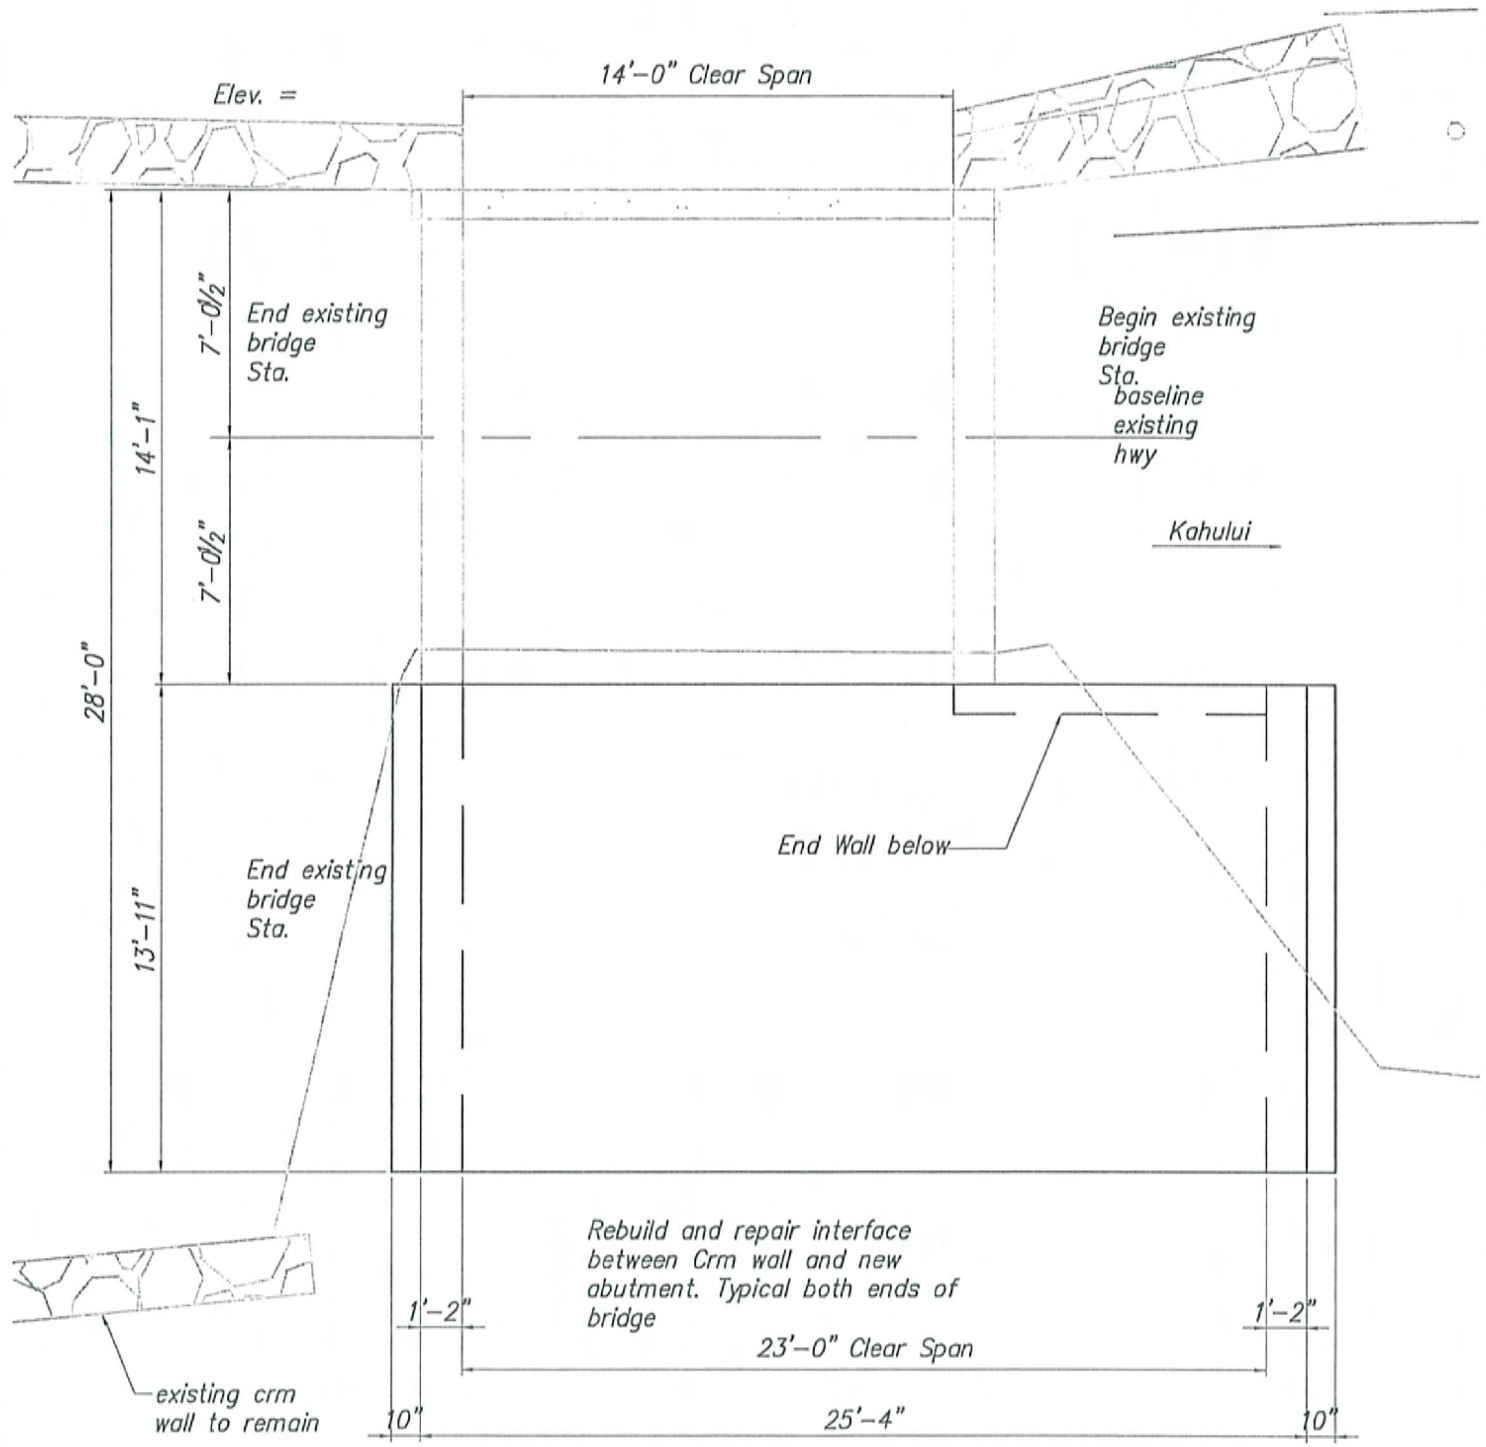 14'-0" Clear Span
Elev. =
7'-0½"
End existing
bridge
Sta.
Begin existing
bridge
Sta.
baseline
existing
hwy
14'-1"
Kahului
7'-0½"
28'-0"
End Wall below
End existing
bridge
Sta.
13'-11"
Rebuild and repair interface
between Crm wall and new
abutment. Typical both ends of
bridge
1'-2"
1'-2"
23'-0" Clear Span
existing crm
wall to remain
10"
25'-4"
10"